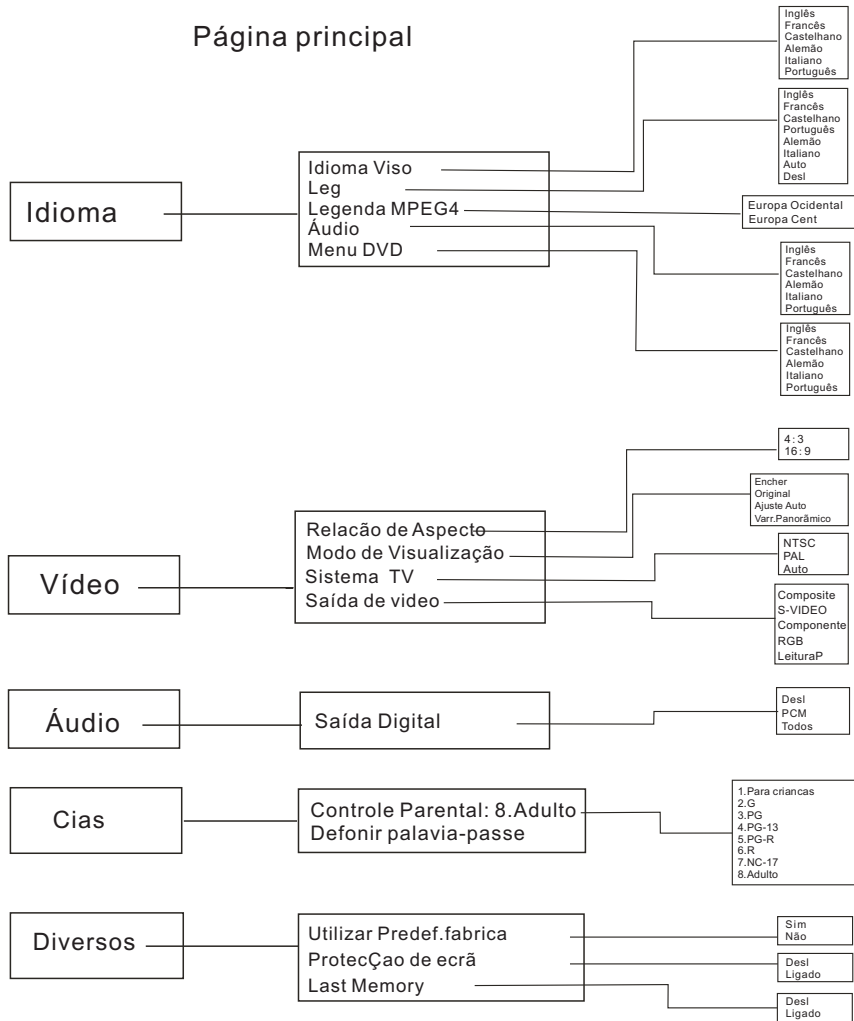 Página principal
Idioma
Idioma Viso
Leg
Legenda MPEG4
Áudio
Menu DVD
Inglês
Francês
Castelhano
Alemão
Italiano
Português
Inglês
Francês
Castelhano
Português
Alemão
Italiano
Auto
Desl
Europa Ocidental
Europa Cent
Inglês
Francês
Castelhano
Alemão
Italiano
Português
Inglês
Francês
Castelhano
Alemão
Italiano
Português
Vídeo
Relacão de Aspecto
Modo de Visualização
Sistema TV
Saída de video
4:3
16:9
Encher
Original
Ajuste Auto
Varr.Panorãmico
NTSC
PAL
Auto
Composite
S-VIDEO
Componente
RGB
LeituraP
Áudio
Saída Digital
Desl
PCM
Todos
Cias
Controle Parental: 8.Adulto
Defonir palavia-passe
1.Para criancas
2.G
3.PG
4.PG-13
5.PG-R
6.R
7.NC-17
8.Adulto
Diversos
Utilizar Predef.fabrica
ProtecÇao de ecrã
Last Memory
Sim
Não
Desl
Ligado
Desl
Ligado